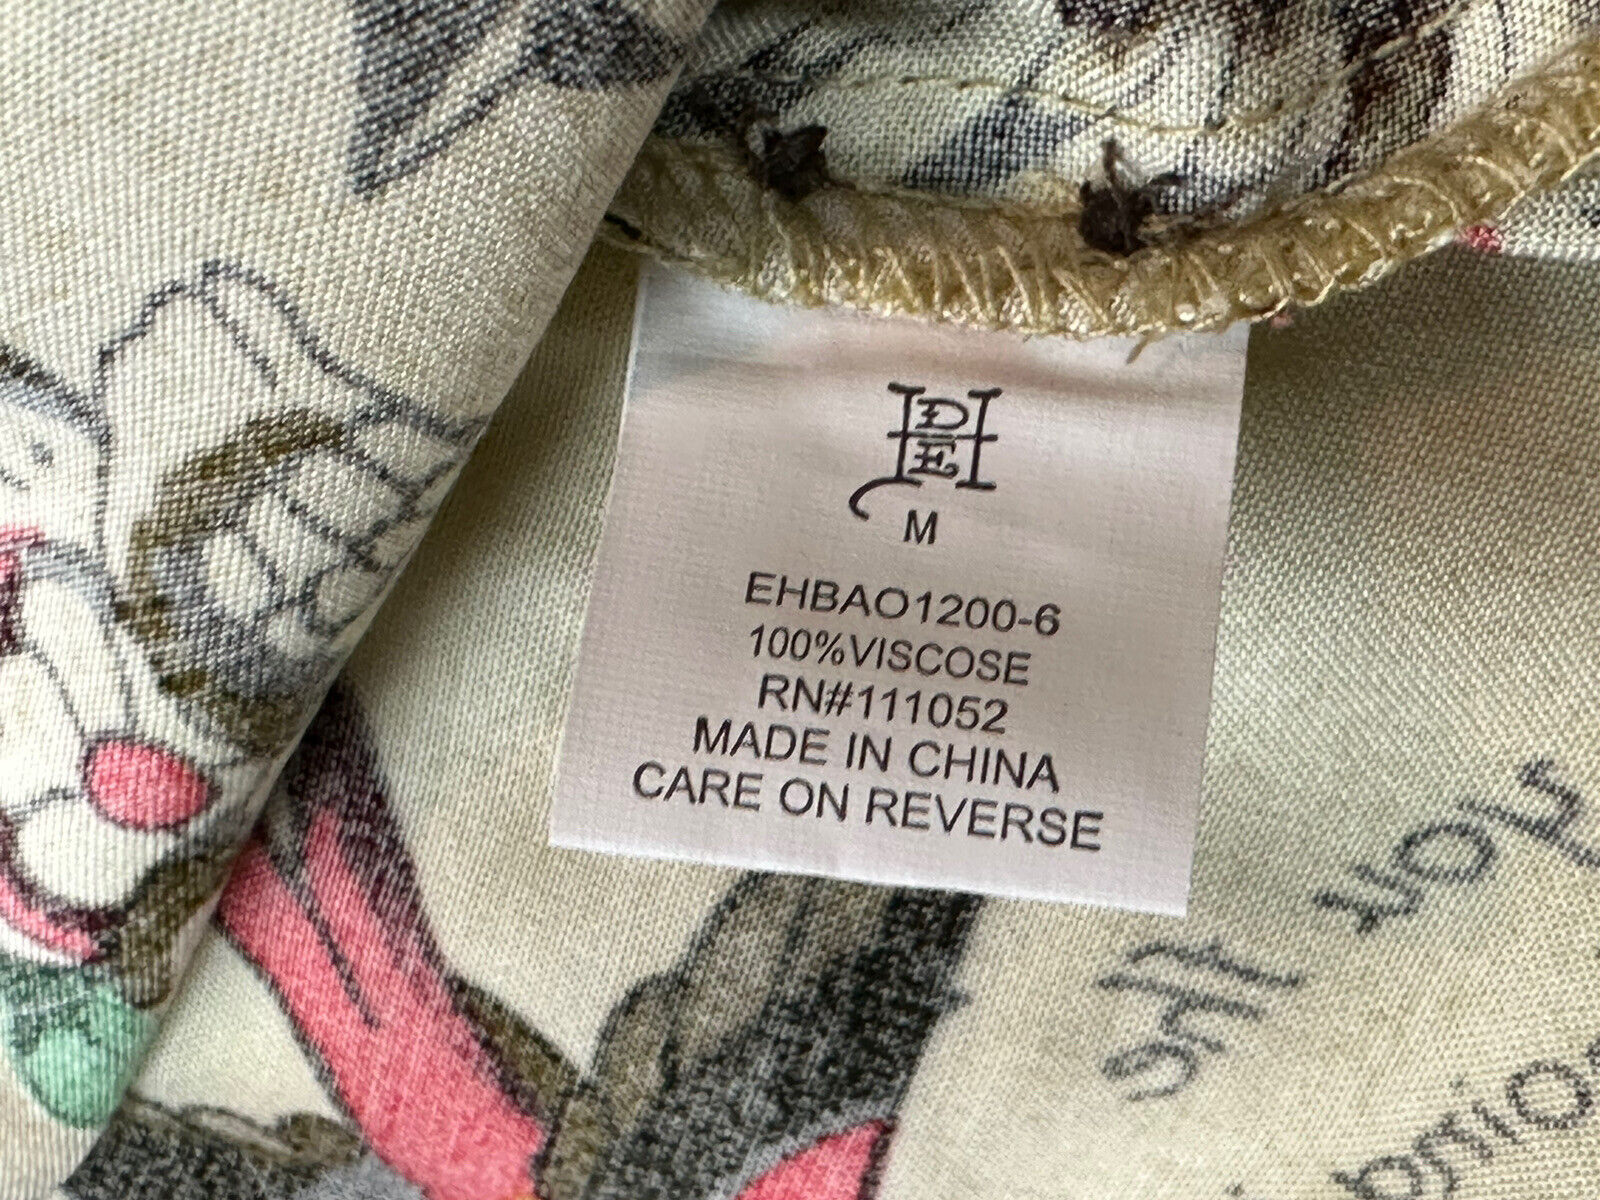 H
D
E
M
EHBAO1200-6
100%VISCOSE
RN#111052
MADE IN CHINA
CARE ON REVERSE